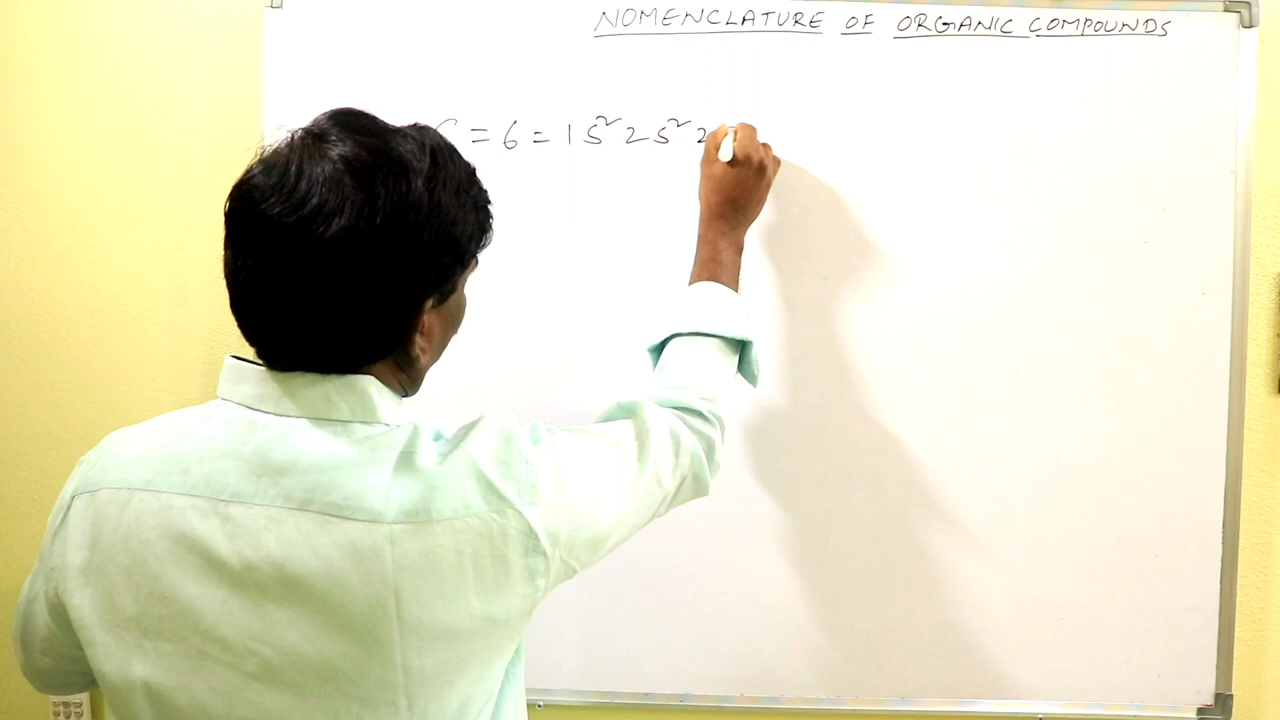 NOMENCLATURE OF ORGANIC COMPOUNDS
C = 6 = 1S² 2S² 2